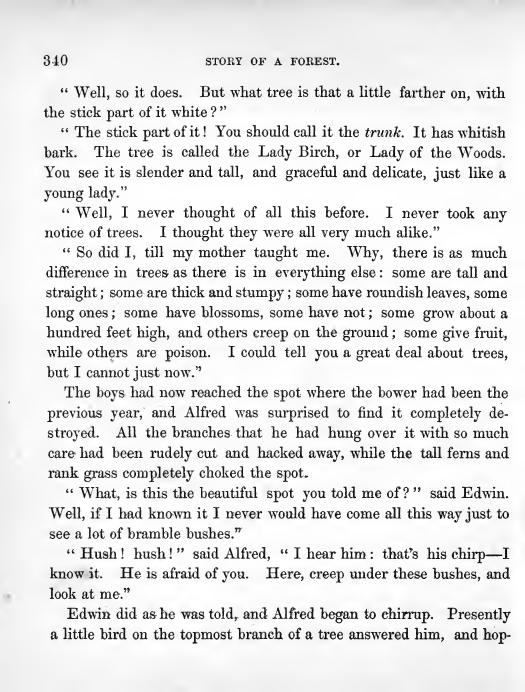 340 STORY OF A FOREST.
“ Well, so it does. But what tree is that a little farther on, with
the stick part of it white ?”
“ The stick part of it ! You should call it the trunk. It has whitish
bark. The tree is called the Lady Birch, or Lady of the Woods.
You see it is slender and tall, and graceful and delicate, just like a
young lady.”
“ Well, I never thought of all this before. I never took any
notice of trees. I thought they were all very much alike.”
“ So did I, till my mother taught me. Why, there is as much
difference in trees as there is in everything else : some are tall and
straight ; some are thick and stumpy ; some have roundish leaves, some
long ones ; some have blossoms, some have not ; some grow about a
hundred feet high, and others creep on the ground ; some give fruit,
while others are poison. I could tell you a great deal about trees,
but I cannot just now.”
The boys had now reached the spot where the bower had been the
previous year, and Alfred was surprised to find it completely de-
stroyed. All the branches that he had hung over it with so much
care had been rudely cut and hacked away, while the tall ferns and
rank grass completely choked the spot.
“ What, is this the beautiful spot you told me of ? ” said Edwin.
Well, if I had known it I never would have come all this way just to
see a lot of bramble bushes.”
“ Hush ! hush ! ” said Alfred, “ I hear him : that’s his chirp—I
know it. He is afraid of you. Here, creep under these bushes, and
look at me.”
Edwin did as he was told, and Alfred began to chirrup. Presently
a little bird on the topmost branch of a tree answered him, and hop-